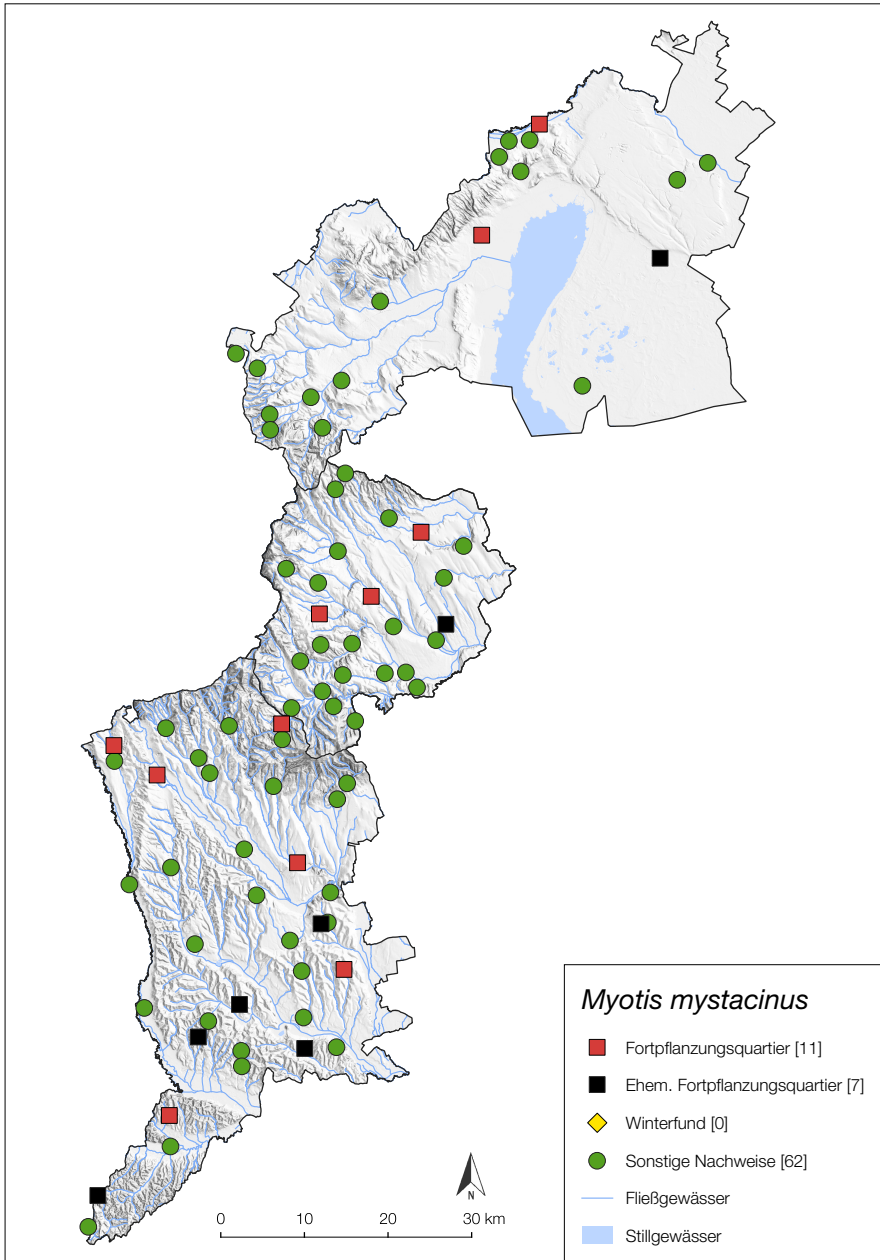 Myotis mystacinus
Fortpflanzungsquartier [11]
Ehem. Fortpflanzungsquartier [7]
Winterfund [0]
Sonstige Nachweise [62]
Fließgewässer
Stillgewässer
N
0 10 20 30 km